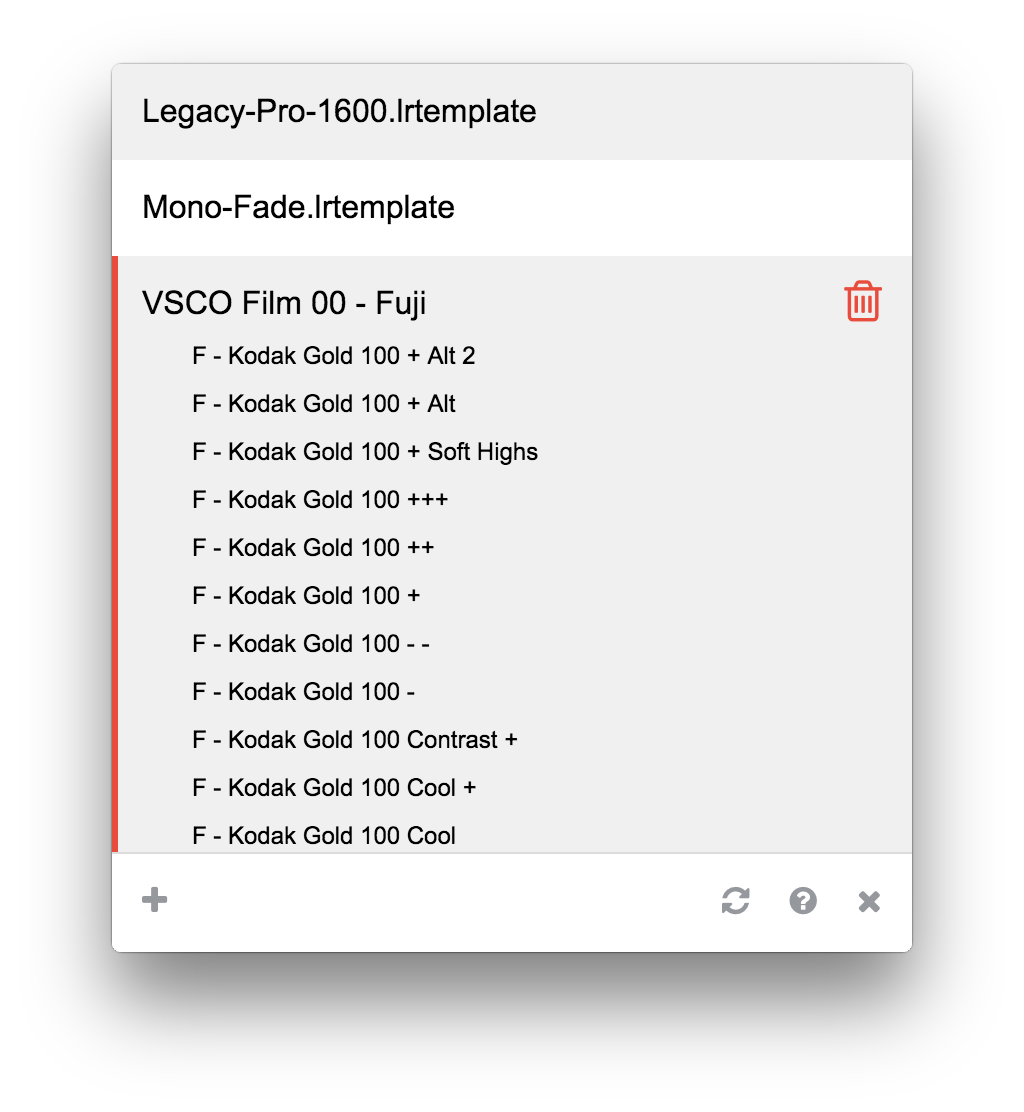 Legacy-Pro-1600.lrtemplate
Mono-Fade.lrtemplate
VSCO Film 00 - Fuji
F - Kodak Gold 100 + Alt 2
F - Kodak Gold 100 + Alt
F - Kodak Gold 100 + Soft Highs
F - Kodak Gold 100 +++
F - Kodak Gold 100 ++
F - Kodak Gold 100 +
F - Kodak Gold 100 - -
F - Kodak Gold 100 -
F - Kodak Gold 100 Contrast +
F - Kodak Gold 100 Cool +
F - Kodak Gold 100 Cool